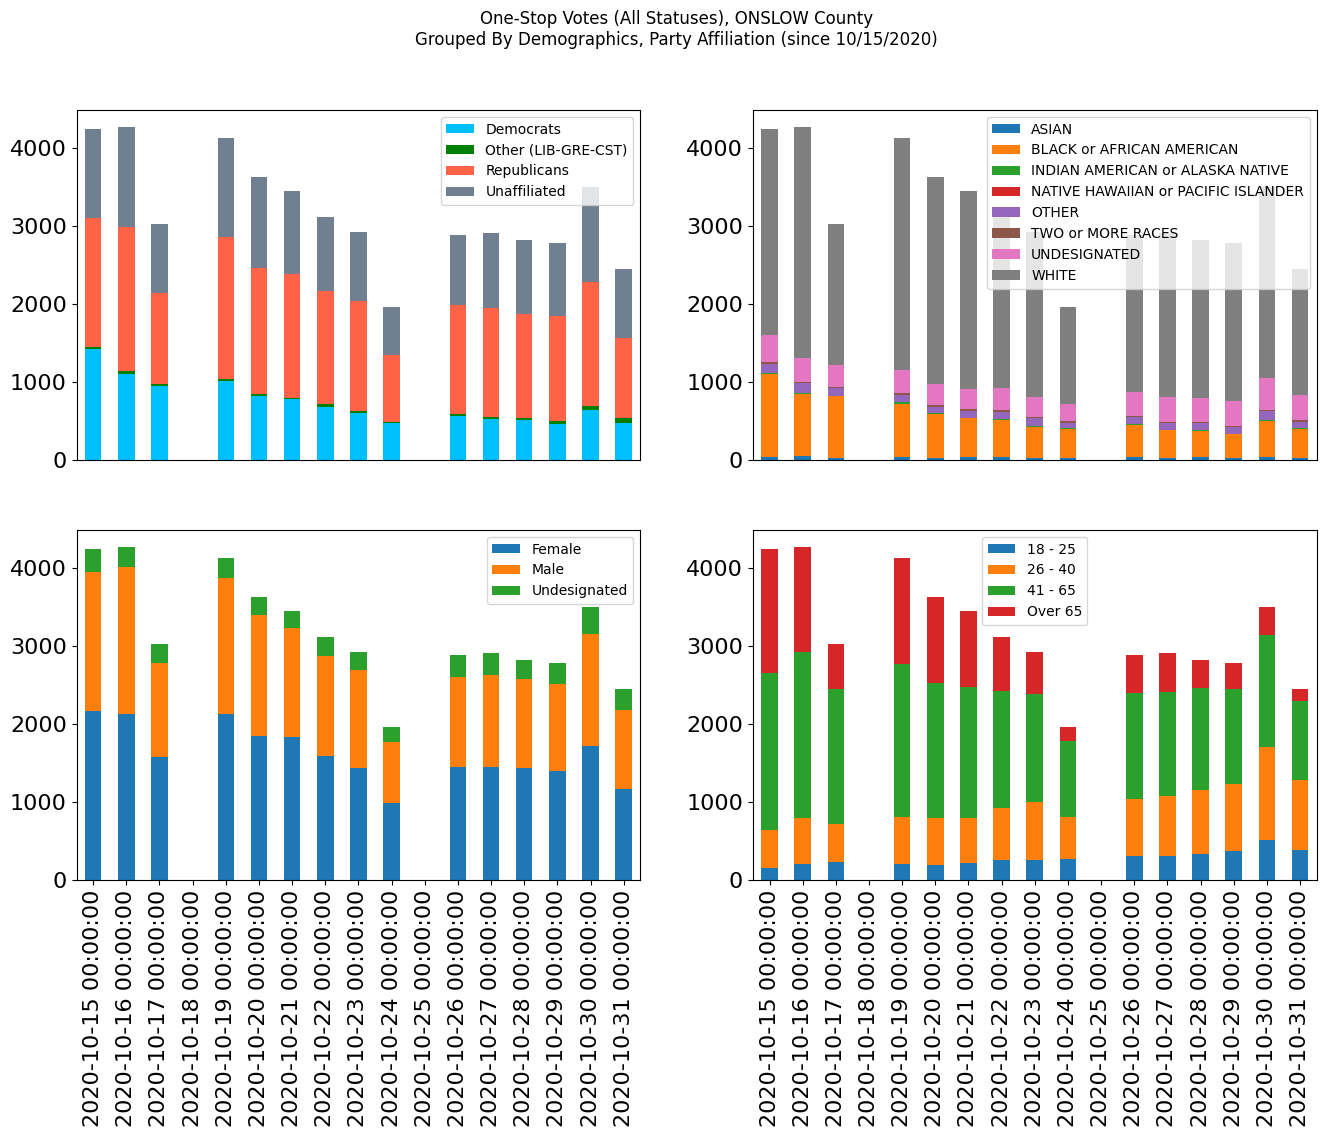 One-Stop Votes (All Statuses), ONSLOW County
Grouped By Demographics, Party Affiliation (since 10/15/2020)
4000
3000
2000
1000
0
Democrats
Other (LIB-GRE-CST)
Republicans
Unaffiliated
4000
3000
2000
1000
0
ASIAN
BLACK or AFRICAN AMERICAN
INDIAN AMERICAN or ALASKA NATIVE
NATIVE HAWAIIAN or PACIFIC ISLANDER
OTHER
TWO or MORE RACES
UNDESIGNATED
WHITE
4000
3000
2000
1000
0
Female
Male
Undesignated
2020-10-15 00:00:00
2020-10-16 00:00:00
2020-10-17 00:00:00
2020-10-18 00:00:00
2020-10-19 00:00:00
2020-10-20 00:00:00
2020-10-21 00:00:00
2020-10-22 00:00:00
2020-10-23 00:00:00
2020-10-24 00:00:00
2020-10-25 00:00:00
2020-10-26 00:00:00
2020-10-27 00:00:00
2020-10-28 00:00:00
2020-10-29 00:00:00
2020-10-30 00:00:00
2020-10-31 00:00:00
4000
3000
2000
1000
0
18 - 25
26 - 40
41 - 65
Over 65
2020-10-15 00:00:00
2020-10-16 00:00:00
2020-10-17 00:00:00
2020-10-18 00:00:00
2020-10-19 00:00:00
2020-10-20 00:00:00
2020-10-21 00:00:00
2020-10-22 00:00:00
2020-10-23 00:00:00
2020-10-24 00:00:00
2020-10-25 00:00:00
2020-10-26 00:00:00
2020-10-27 00:00:00
2020-10-28 00:00:00
2020-10-29 00:00:00
2020-10-30 00:00:00
2020-10-31 00:00:00